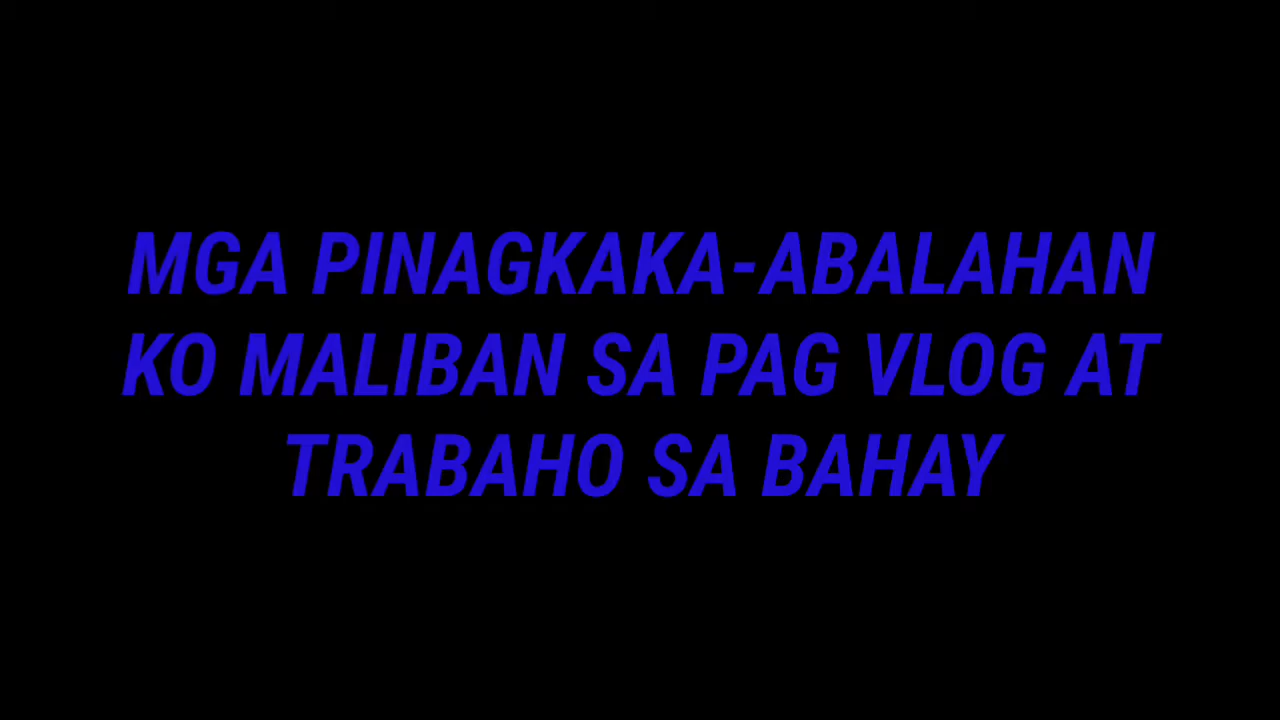 MGA PINAGKAKA-ABALAHAN
KO MALIBAN SA PAG VLOG AT
TRABAHO SA BAHAY